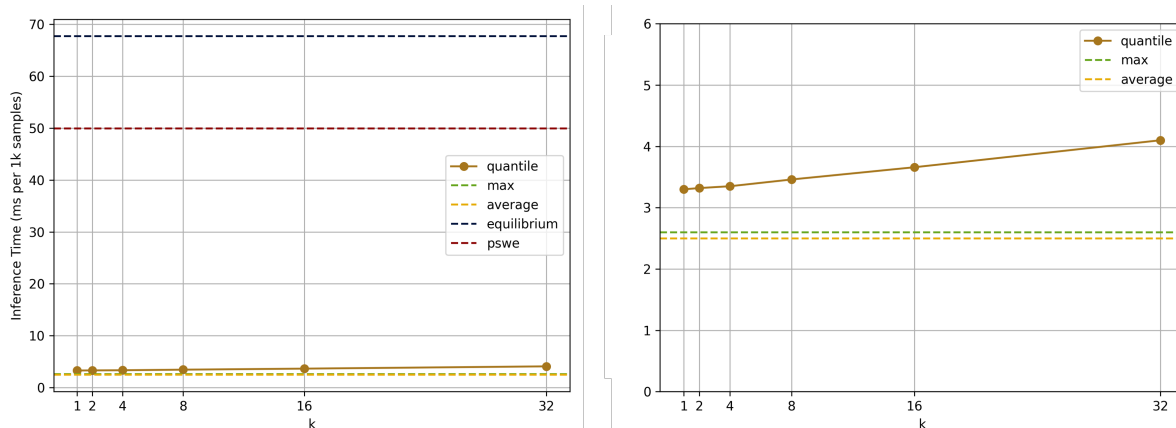 70
60
50
40
30
20
10
0
Inference Time (ms per 1k samples)
quantile
max
average
equilibrium
pswe
1 2 4 8 16 32
k
6
5
4
3
2
1
0
quantile
max
average
1 2 4 8 16 32
k